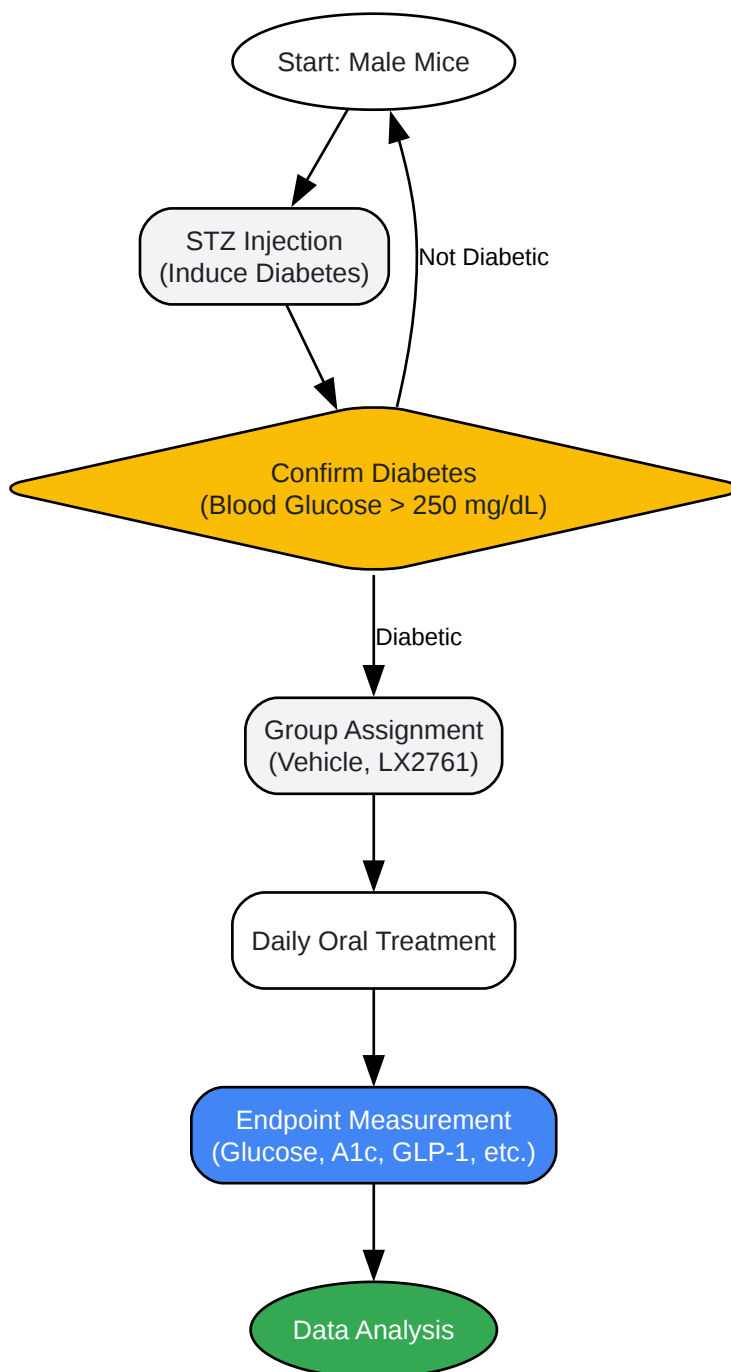 Start: Male Mice
STZ Injection
(Induce Diabetes)
Not Diabetic
Confirm Diabetes
(Blood Glucose > 250 mg/dL)
Diabetic
Group Assignment
(Vehicle, LX2761)
Daily Oral Treatment
Endpoint Measurement
(Glucose, A1c, GLP-1, etc.)
Data Analysis